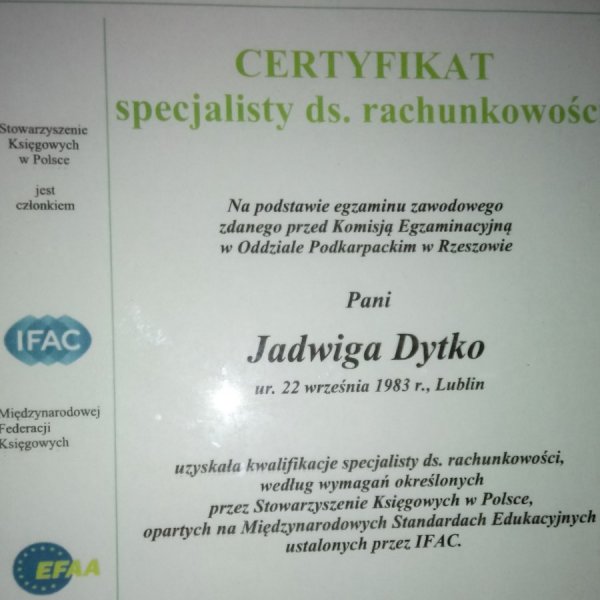 CERTYFIKAT
specjalisty ds. rachunkowośc
Stowarzyszenie
Księgowych
w Polsce
jest
członkiem
IFAC
Międzynarodowej
Federacji
Księgowych
EFAA
Na podstawie egzaminu zawodowego
zdanego przed Komisją Egzaminacyjną
w Oddziale Podkarpackim w Rzeszowie
Pani
Jadwiga Dytko
ur. 22 września 1983 r., Lublin
uzyskała kwalifikacje specjalisty ds. rachunkowości,
według wymagań określonych
przez Stowarzyszenie Księgowych w Polsce,
opartych na Międzynarodowych Standardach Edukacyjnych
ustalonych przez IFAC.